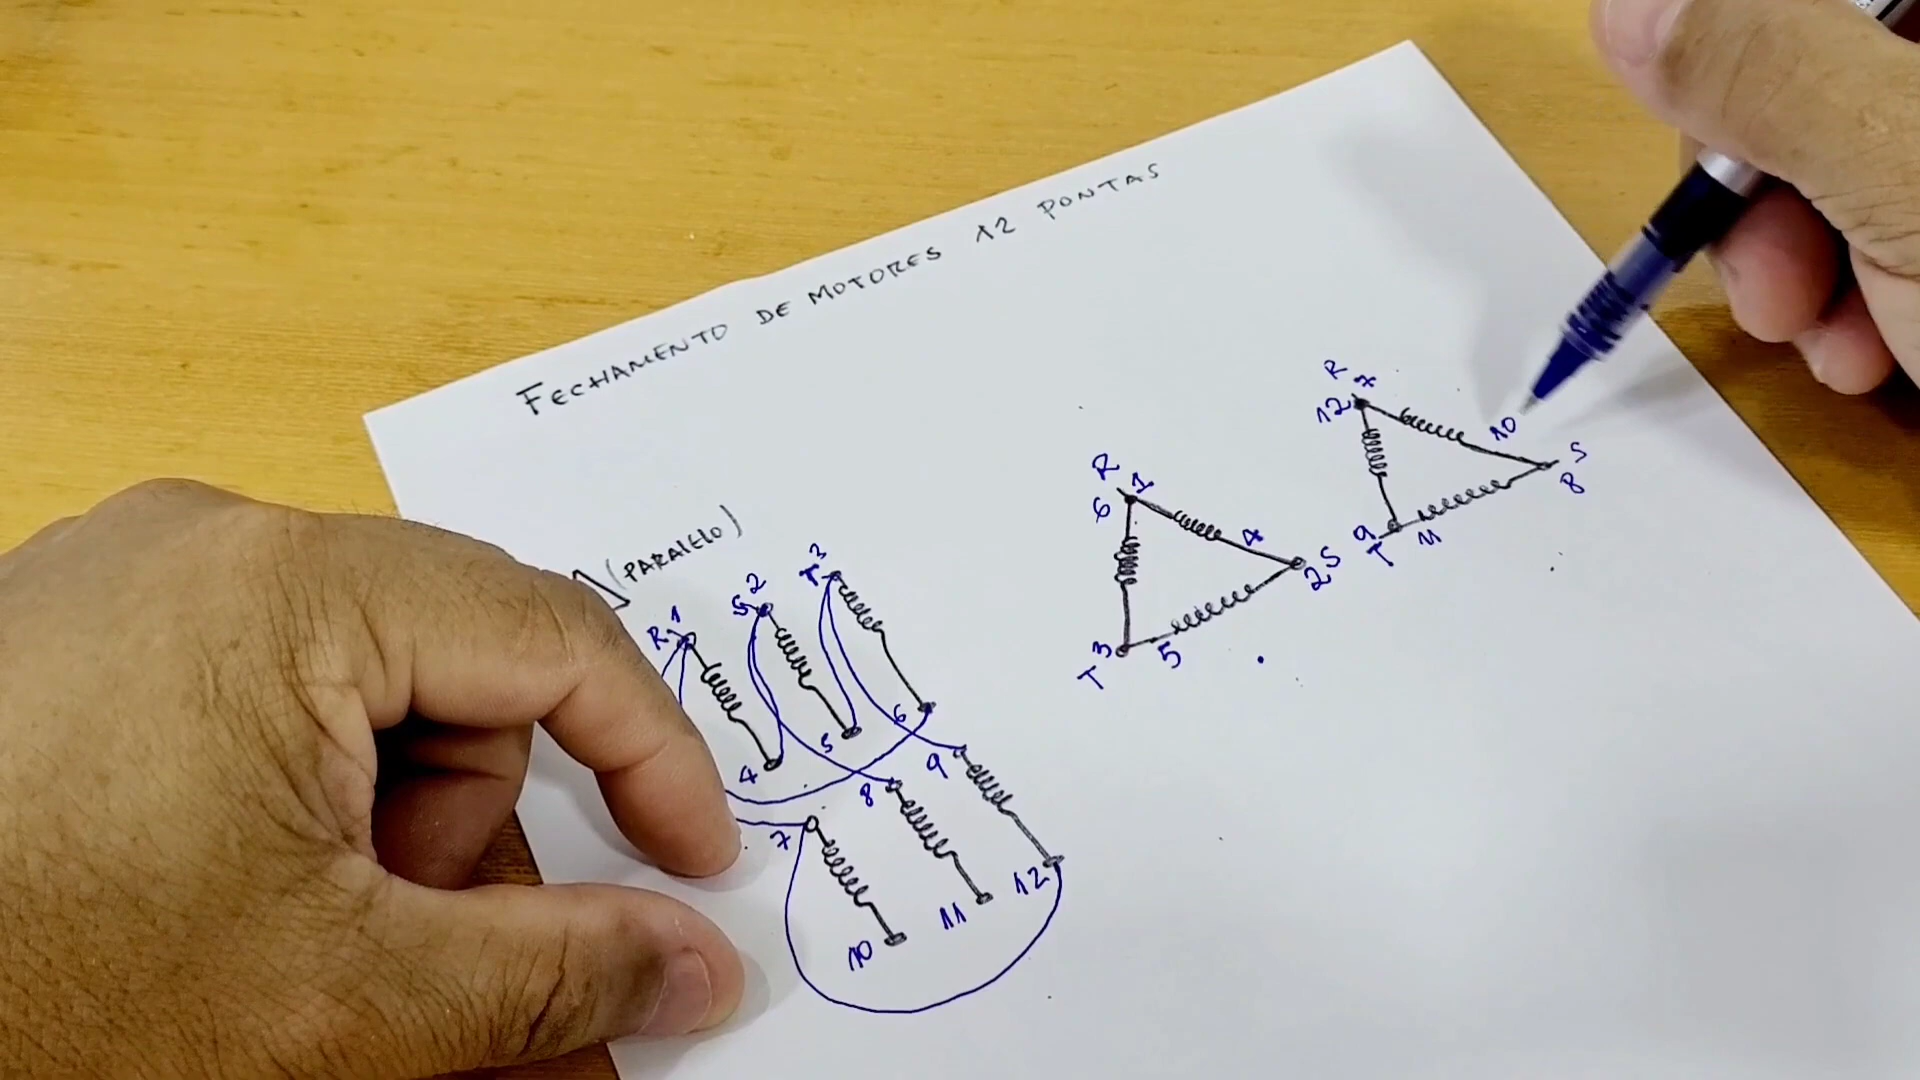 FECHAMENTO DE MOTORES 12 PONTAS
(PARALELO)
R 1
S 2
T 3
4
5
6
7
8
9
10
11
12
R
6 1
4
2 S
T 3
5
R 7
12
10
S
8
9
T
11